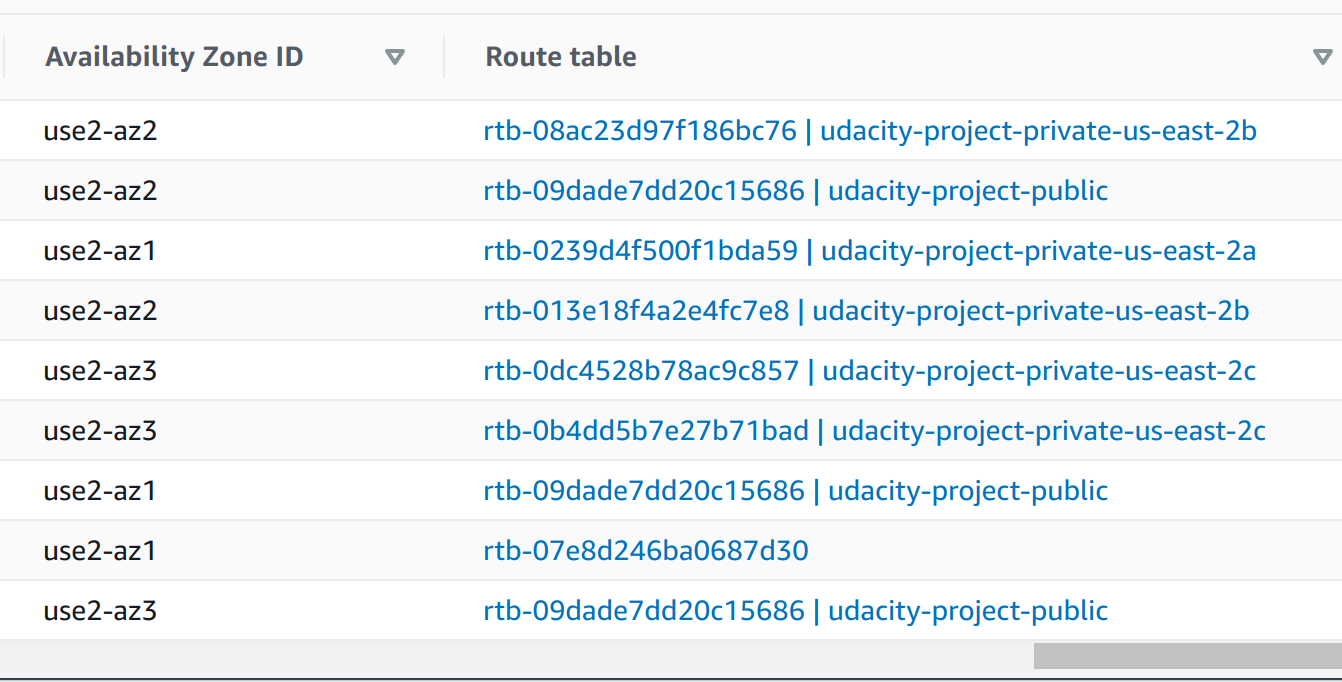 Availability Zone ID Route table
use2-az2 rtb-08ac23d97f186bc76 | udacity-project-private-us-east-2b
use2-az2 rtb-09dade7dd20c15686 | udacity-project-public
use2-az1 rtb-0239d4f500f1bda59 | udacity-project-private-us-east-2a
use2-az2 rtb-013e18f4a2e4fc7e8 | udacity-project-private-us-east-2b
use2-az3 rtb-0dc4528b78ac9c857 | udacity-project-private-us-east-2c
use2-az3 rtb-0b4dd5b7e27b71bad | udacity-project-private-us-east-2c
use2-az1 rtb-09dade7dd20c15686 | udacity-project-public
use2-az1 rtb-07e8d246ba0687d30
use2-az3 rtb-09dade7dd20c15686 | udacity-project-public